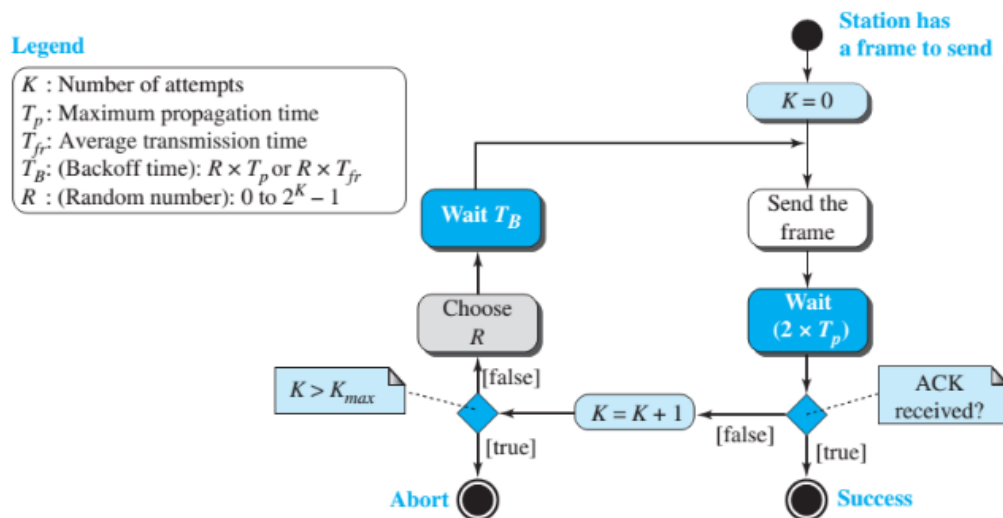 Legend
K : Number of attempts
Tp: Maximum propagation time
Tfr: Average transmission time
TB: (Backoff time): R × Tp or R × Tfr
R : (Random number): 0 to 2^K – 1
Station has
a frame to send
K = 0
Send the
frame
Wait
(2 × Tp)
ACK
received?
[true]
Success
[false]
K = K + 1
K > Kmax
[true]
Abort
[false]
Choose
R
Wait TB